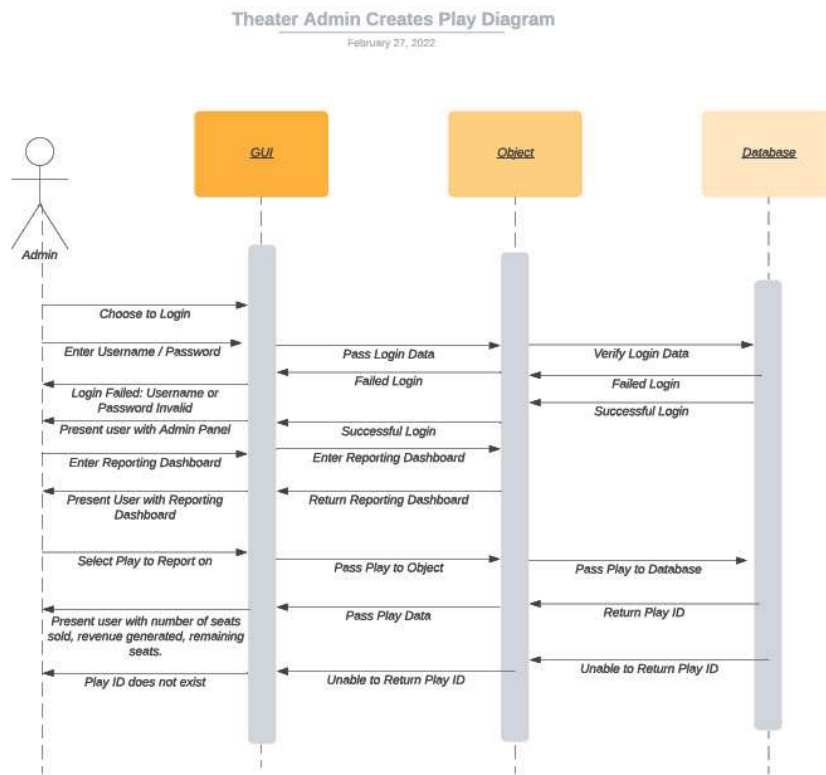 Theater Admin Creates Play Diagram
February 27, 2022
GUI
Object
Database
Admin
Choose to Login
Enter Username / Password
Pass Login Data
Verify Login Data
Failed Login
Failed Login
Login Failed: Username or
Password Invalid
Successful Login
Present user with Admin Panel
Successful Login
Enter Reporting Dashboard
Enter Reporting Dashboard
Present User with Reporting
Dashboard
Return Reporting Dashboard
Select Play to Report on
Pass Play to Object
Pass Play to Database
Return Play ID
Pass Play Data
Present user with number of seats
sold, revenue generated, remaining
seats.
Unable to Return Play ID
Unable to Return Play ID
Play ID does not exist